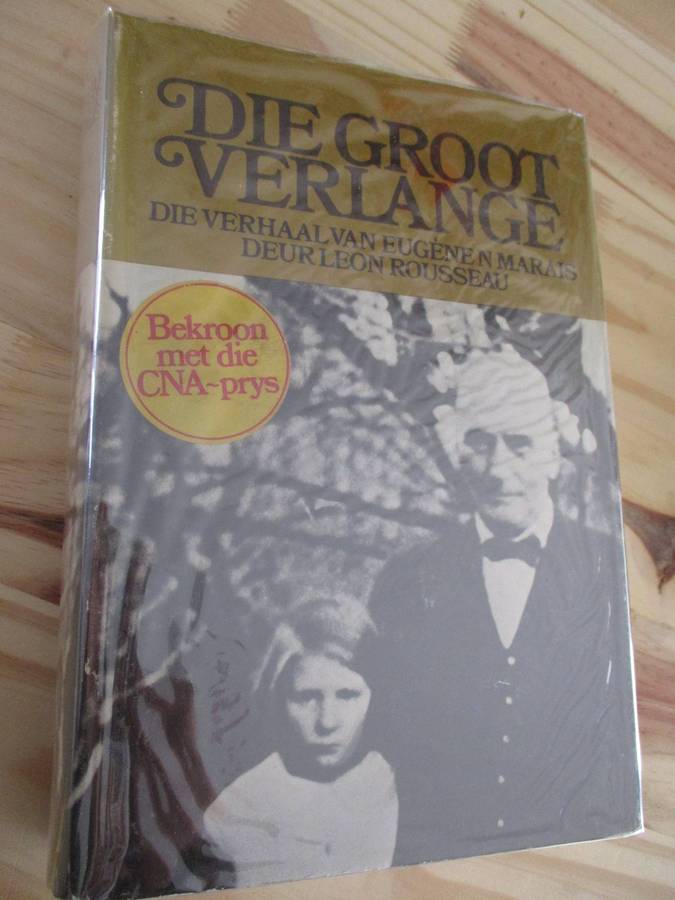 DIE GROOT
VERLANGE
DIE VERHAAL VAN EUGÈNE N MARAIS
DEUR LEON ROUSSEAU
Bekroon
met die
CNA~prys